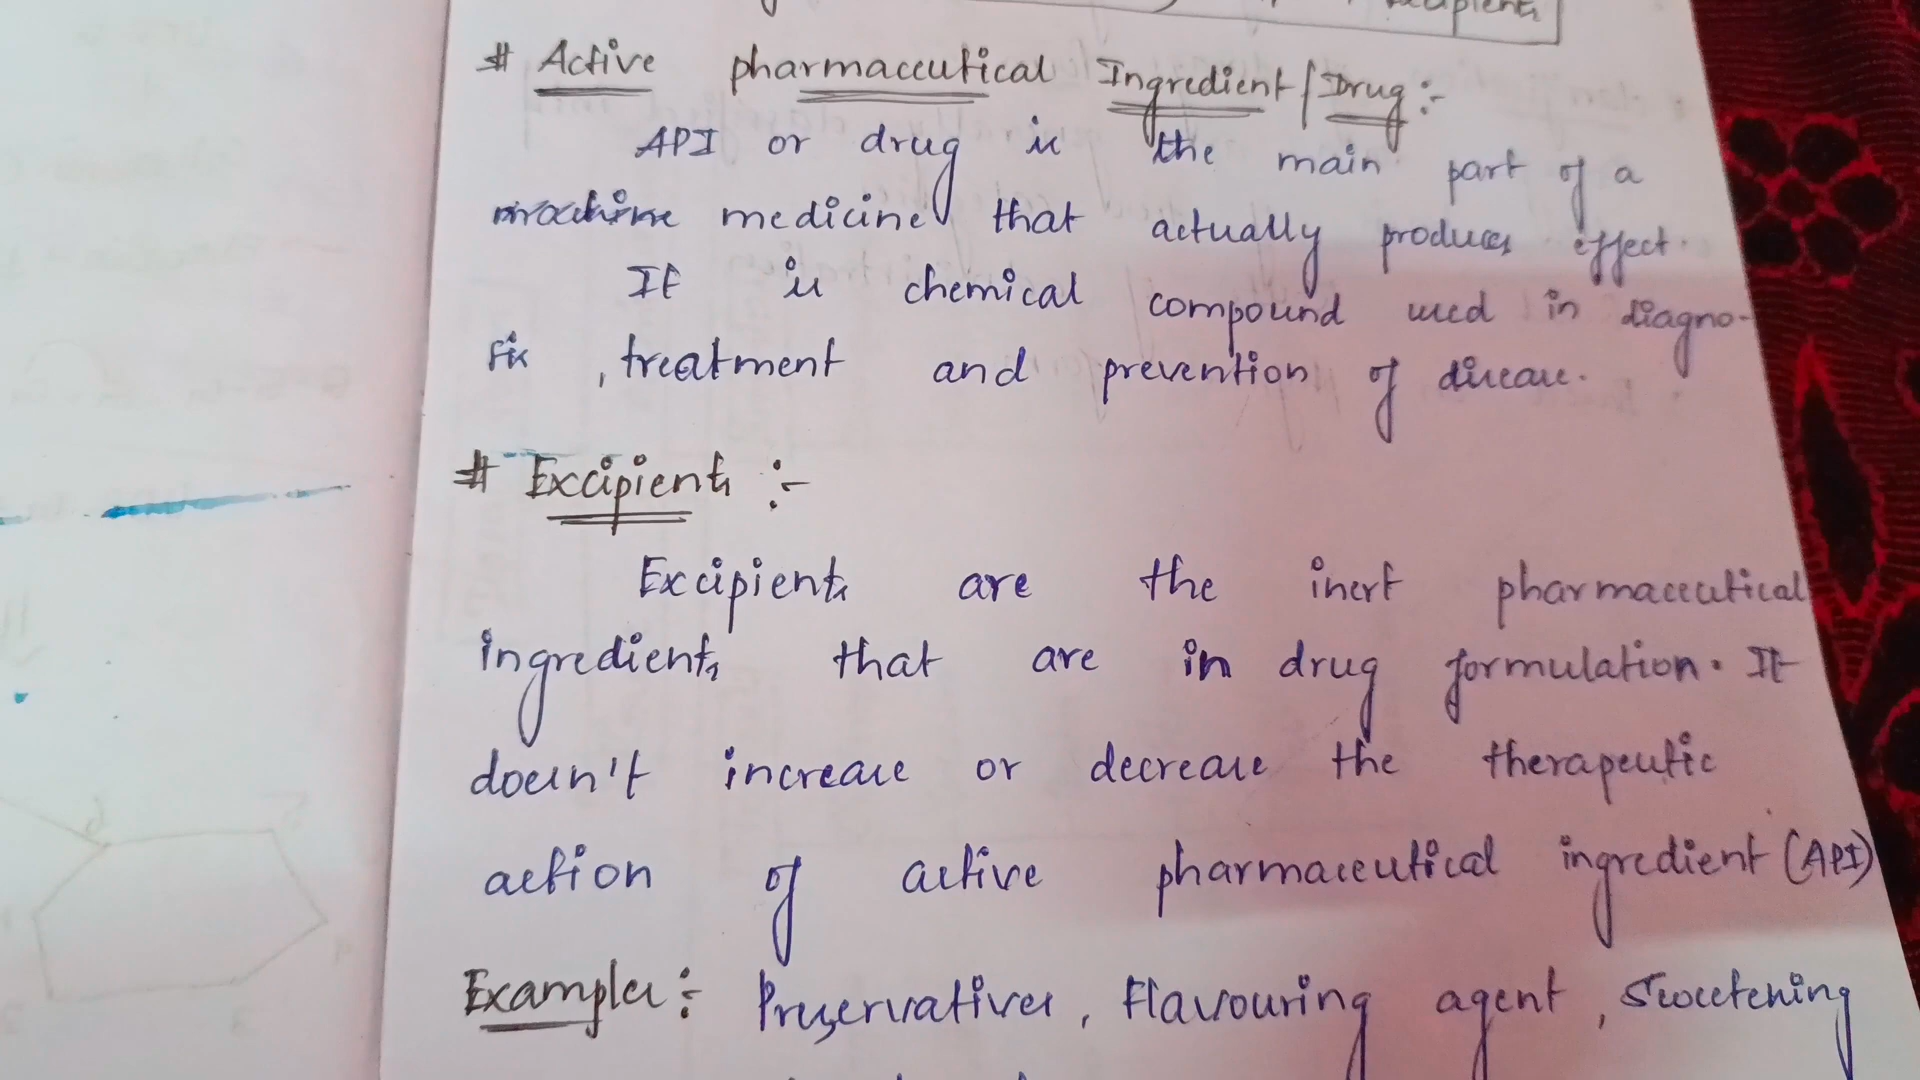 Excipients
# Active pharmaceutical Ingredient / Drug :-
API or drug is the main part of a
medicine that actually produces effect.
It is chemical compound used in diagno-
sis , treatment and prevention of disease.
# Excipients :-
Excipients are the inert pharmaceutical
ingredients that are in drug formulation. It
doesn't increase or decrease the therapeutic
action of active pharmaceutical ingredient (API)
Examples :- Preservatives , Flavouring agent , Sweetening